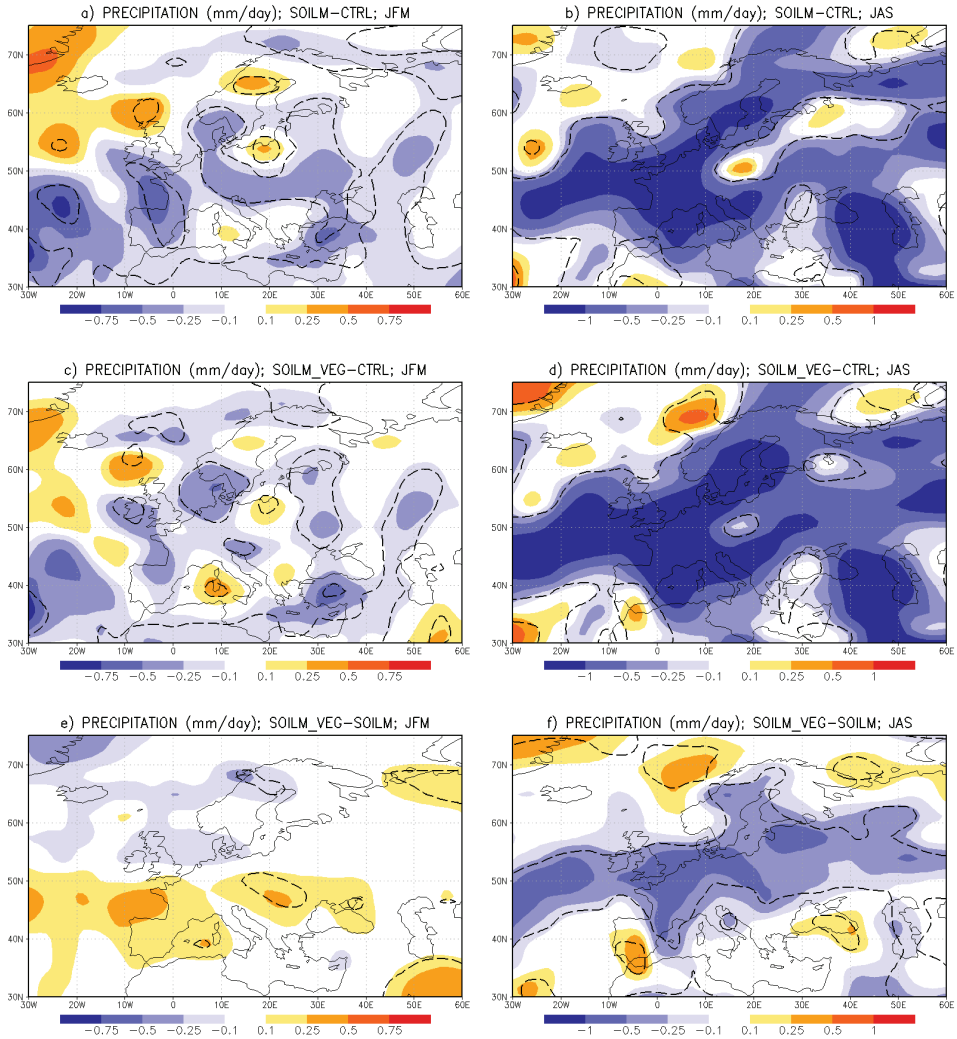 a) PRECIPITATION (mm/day); SOILM-CTRL; JFM
75N
70N
60N
50N
40N
30N
30W 20W 10W 0 10E 20E 30E 40E 50E 60E
-0.75 -0.5 -0.25 -0.1 0.1 0.25 0.5 0.75
b) PRECIPITATION (mm/day); SOILM-CTRL; JAS
70N
60N
50N
40N
30N
30W 20W 10W 0 10E 20E 30E 40E 50E 60E
-1 -0.5 -0.25 -0.1 0.1 0.25 0.5 1
c) PRECIPITATION (mm/day); SOILM_VEG-CTRL; JFM
70N
60N
50N
40N
30N
30W 20W 10W 0 10E 20E 30E 40E 50E 60E
-0.75 -0.5 -0.25 -0.1 0.1 0.25 0.5 0.75
d) PRECIPITATION (mm/day); SOILM_VEG-CTRL; JAS
70N
60N
50N
40N
30N
30W 20W 10W 0 10E 20E 30E 40E 50E 60E
-1 -0.5 -0.25 -0.1 0.1 0.25 0.5 1
e) PRECIPITATION (mm/day); SOILM_VEG-SOILM; JFM
70N
60N
50N
40N
30N
30W 20W 10W 0 10E 20E 30E 40E 50E 60E
-0.75 -0.5 -0.25 -0.1 0.1 0.25 0.5 0.75
f) PRECIPITATION (mm/day); SOILM_VEG-SOILM; JAS
70N
60N
50N
40N
30N
30W 20W 10W 0 10E 20E 30E 40E 50E 60E
-1 -0.5 -0.25 -0.1 0.1 0.25 0.5 1